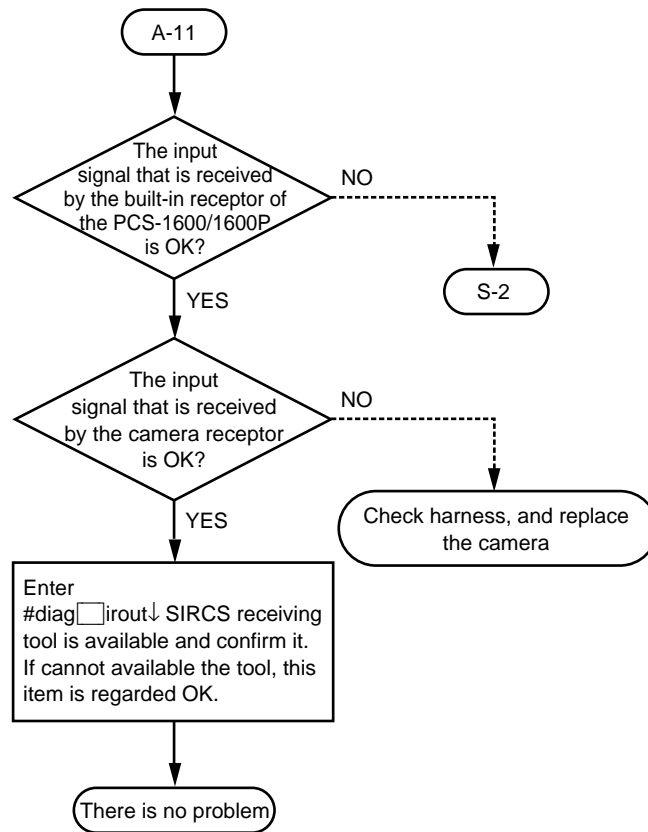 A-11
The input
signal that is received
by the built-in receptor of
the PCS-1600/1600P
is OK?
NO
S-2
YES
The input
signal that is received
by the camera receptor
is OK?
NO
Check harness, and replace
the camera
YES
Enter
#diag□irout↓ SIRCS receiving
tool is available and confirm it.
If cannot available the tool, this
item is regarded OK.
There is no problem